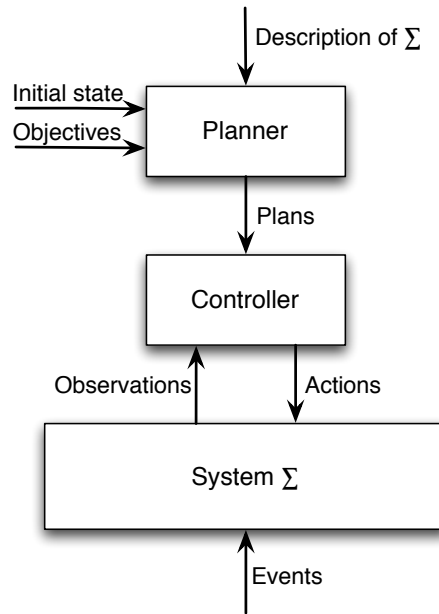 Description of Σ
Initial state
Objectives
Planner
Plans
Controller
Observations
Actions
System Σ
Events